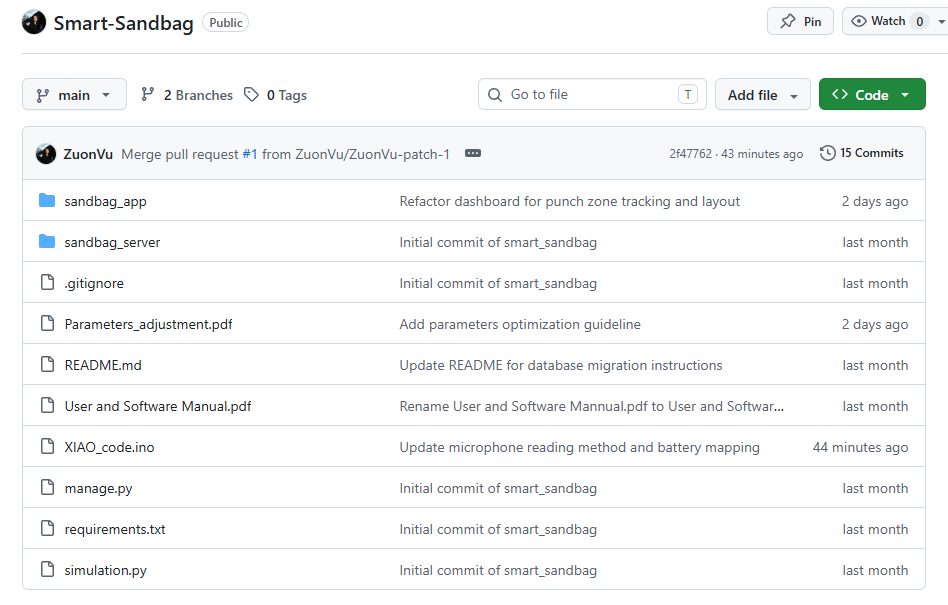 Smart-Sandbag Public Pin Watch 0
main 2 Branches 0 Tags Go to file T Add file Code
ZuonVu Merge pull request #1 from ZuonVu/ZuonVu-patch-1 2f47762 · 43 minutes ago 15 Commits
sandbag_app Refactor dashboard for punch zone tracking and layout 2 days ago
sandbag_server Initial commit of smart_sandbag last month
.gitignore Initial commit of smart_sandbag last month
Parameters_adjustment.pdf Add parameters optimization guideline 2 days ago
README.md Update README for database migration instructions last month
User and Software Manual.pdf Rename User and Software Mannual.pdf to User and Softwar... last month
XIAO_code.ino Update microphone reading method and battery mapping 44 minutes ago
manage.py Initial commit of smart_sandbag last month
requirements.txt Initial commit of smart_sandbag last month
simulation.py Initial commit of smart_sandbag last month